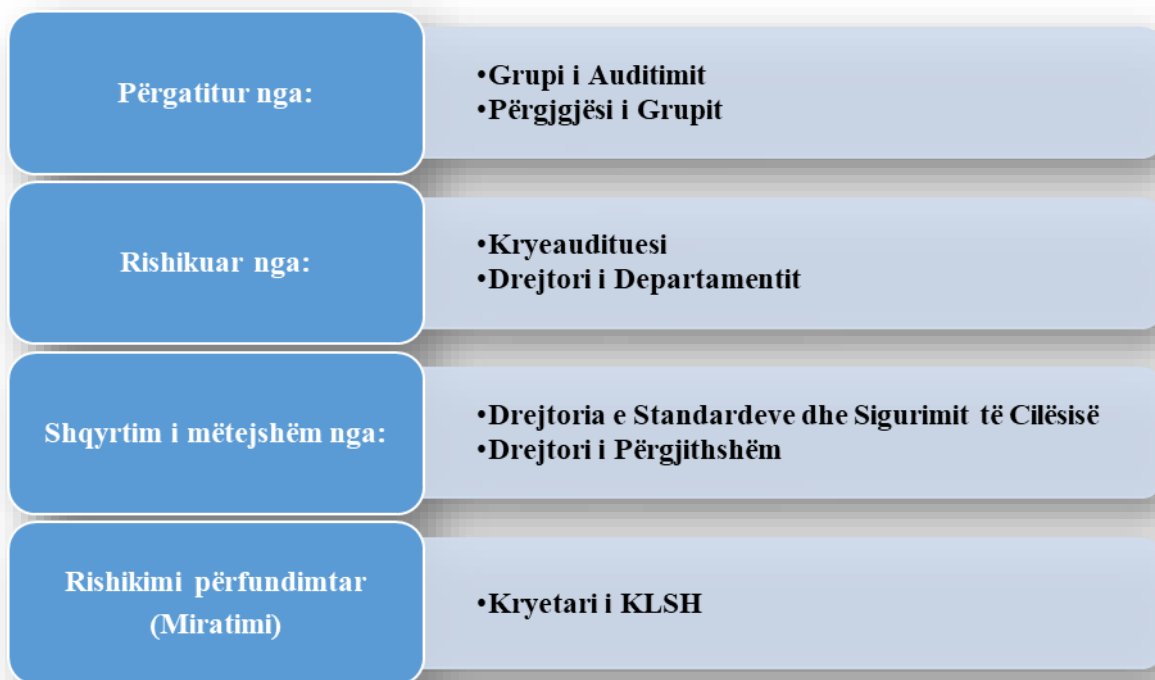 Përgatitur nga:
•Grupi i Auditimit
•Përgjgjësi i Grupit
Rishikuar nga:
•Kryeaudituesi
•Drejtori i Departamentit
Shqyrtim i mëtejshëm nga:
•Drejtoria e Standardeve dhe Sigurimit të Cilësisë
•Drejtori i Përgjithshëm
Rishikimi përfundimtar
(Miratimi)
•Kryetari i KLSH